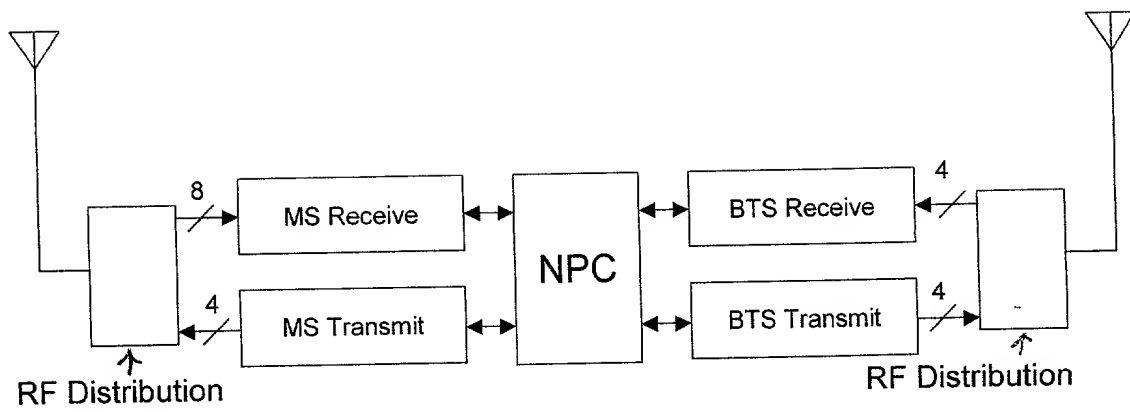 8
4
MS Receive
BTS Receive
NPC
4
4
MS Transmit
BTS Transmit
RF Distribution
RF Distribution